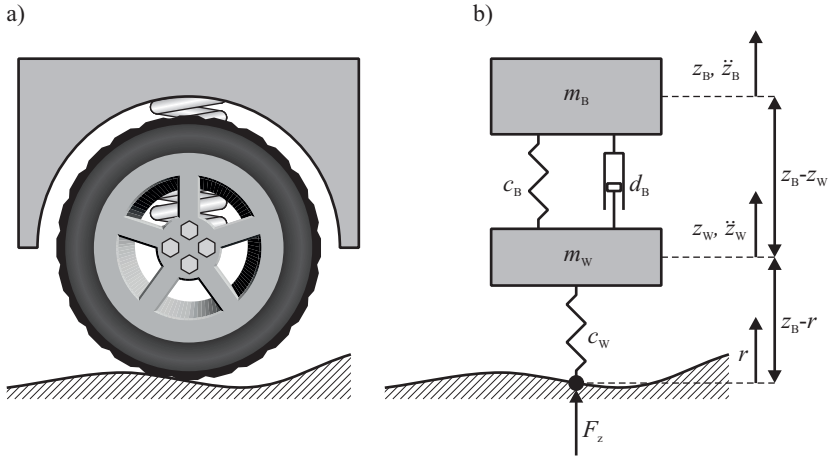 a)
b)
z_B, z̈_B
m_B
c_B
d_B
z_B-z_W
z_W, z̈_W
m_W
c_W
z_B-r
r
F_z